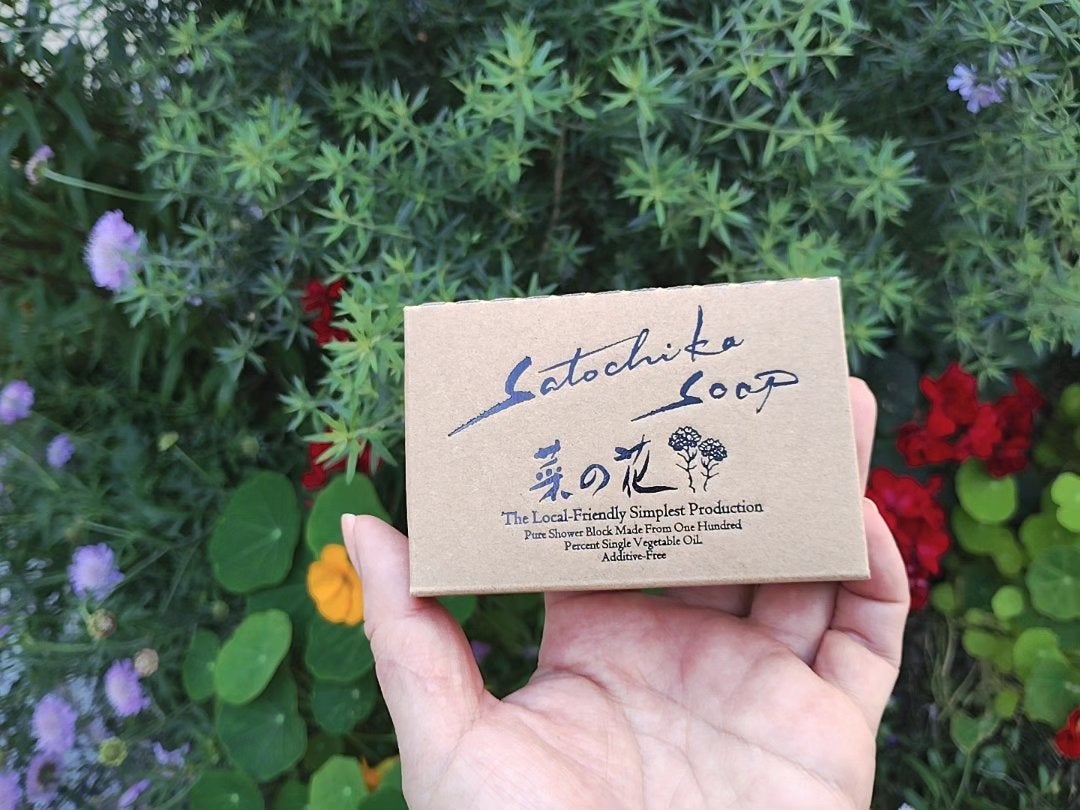 Satochika
Soap
菜の花
The Local-Friendly Simplest Production
Pure Shower Block Made From One Hundred
Percent Single Vegetable Oil.
Additive-Free